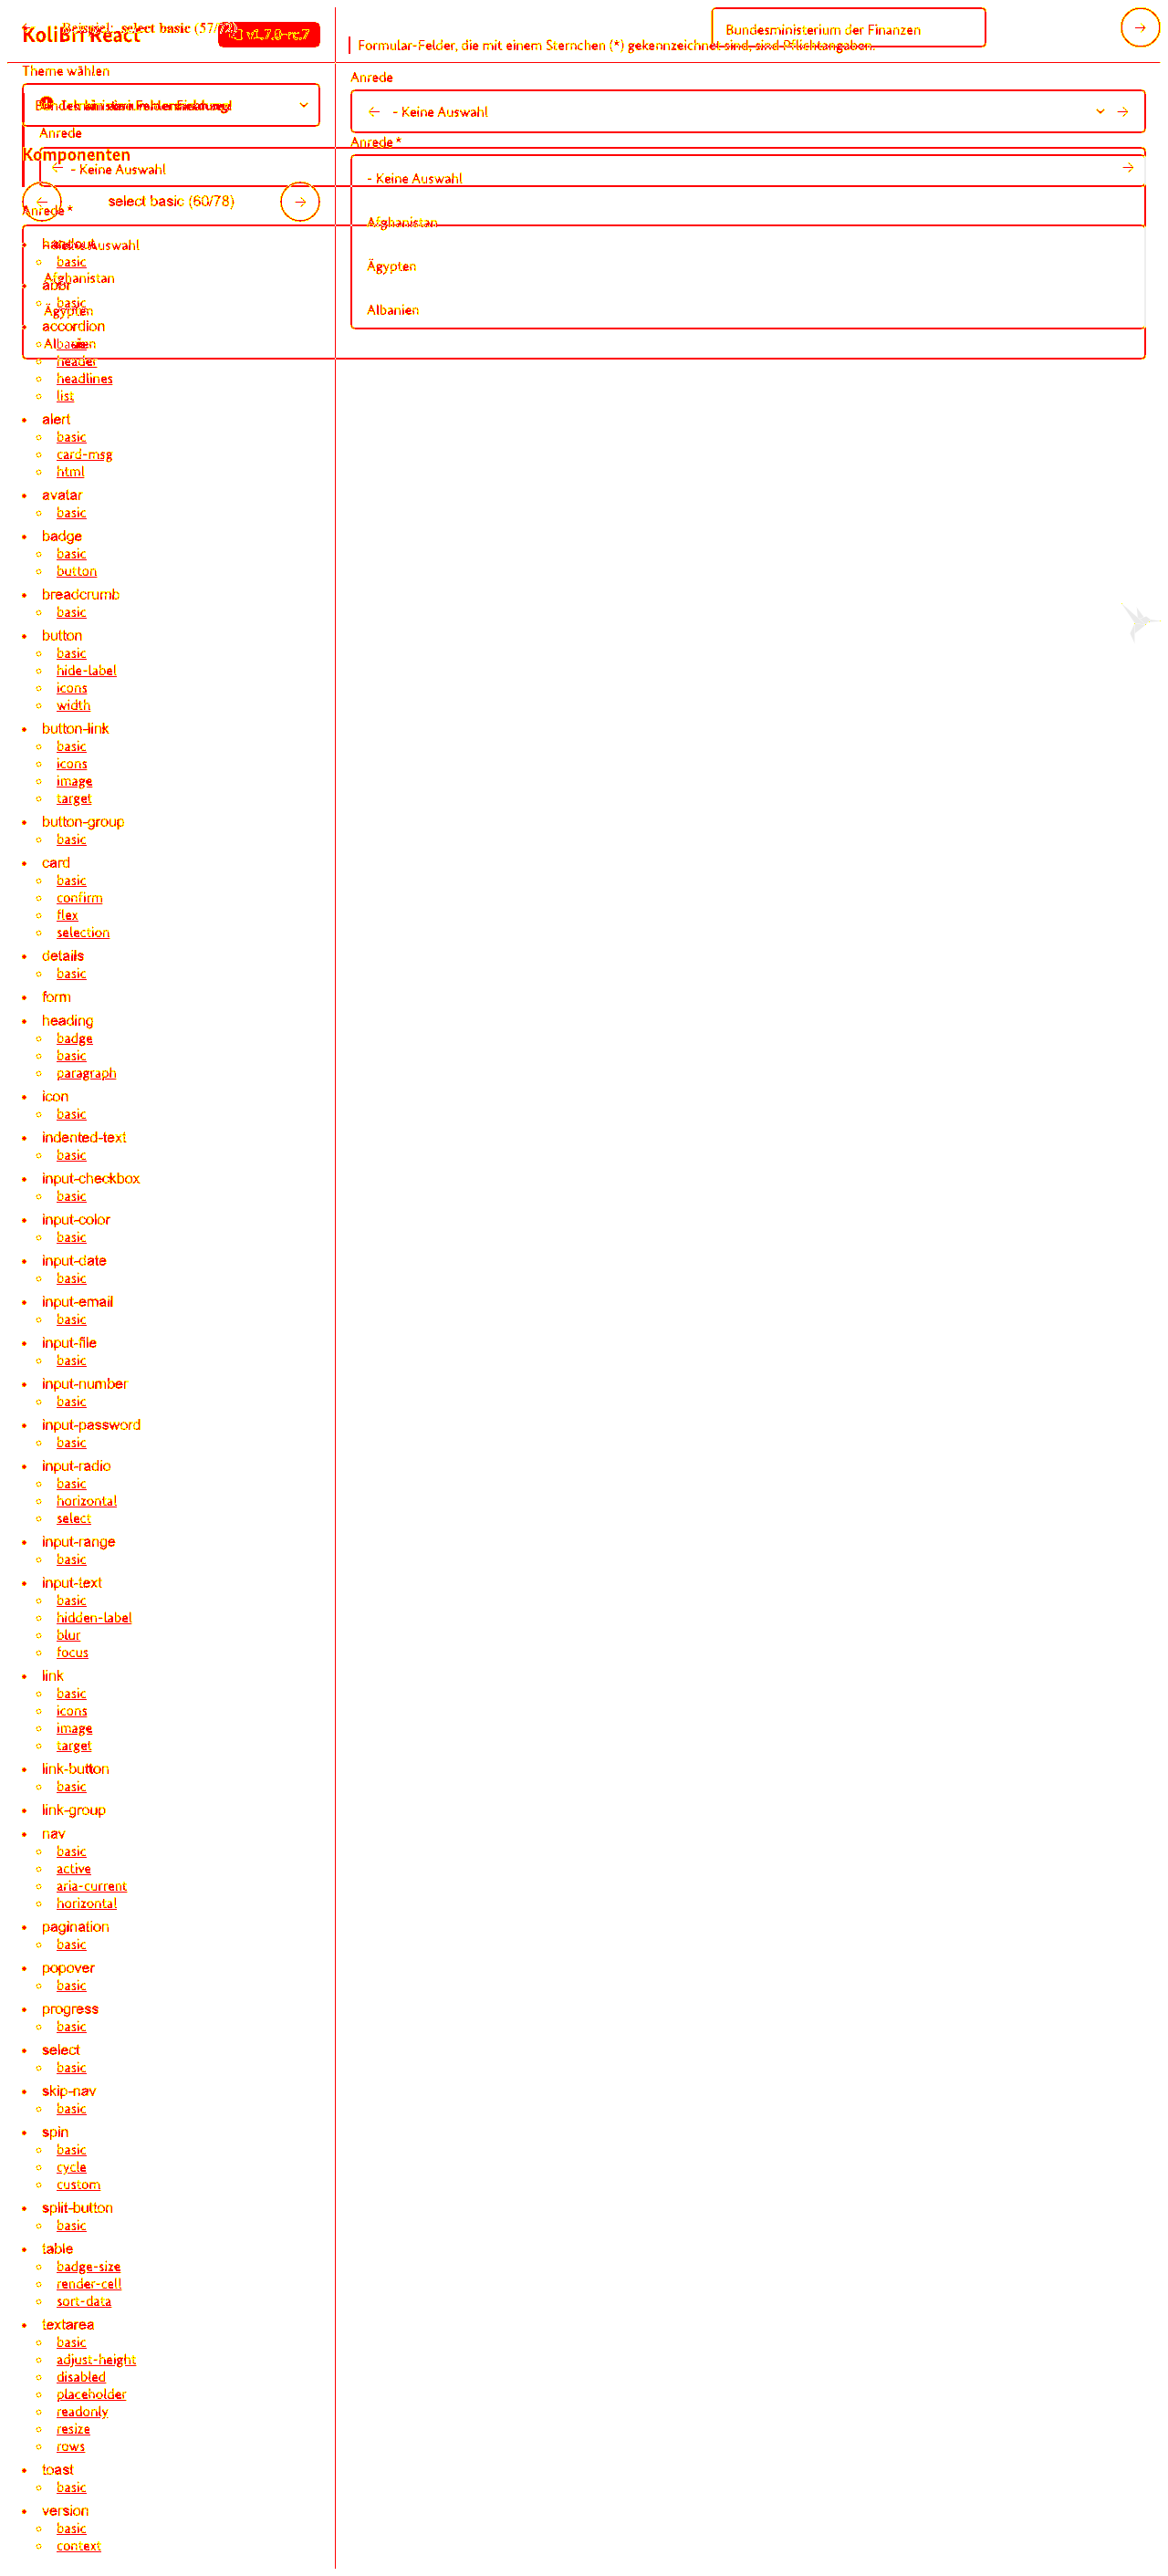 KoliBri React
v1.7.0-rc.7
Beispiel: select basic (57/72)
Bundesministerium der Finanzen
Formular-Felder, die mit einem Sternchen (*) gekennzeichnet sind, sind Pflichtangaben.
Theme wählen
Anrede
- Keine Auswahl
Anrede *
- Keine Auswahl
Afghanistan
Ägypten
Albanien
Anrede
- Keine Auswahl
Komponenten
select basic (60/78)
Anrede *
Afghanistan
Ägypten
handout
basic
abbr
basic
accordion
basic
header
headlines
list
alert
basic
card-msg
html
avatar
basic
badge
basic
button
breadcrumb
basic
button
basic
hide-label
icons
width
button-link
basic
icons
image
target
button-group
basic
card
basic
confirm
flex
selection
details
basic
form
heading
badge
basic
paragraph
icon
basic
indented-text
basic
input-checkbox
basic
input-color
basic
input-date
basic
input-email
basic
input-file
basic
input-number
basic
input-password
basic
input-radio
basic
horizontal
select
input-range
basic
input-text
basic
hidden-label
blur
focus
link
basic
icons
image
target
link-button
basic
link-group
nav
basic
active
aria-current
horizontal
pagination
basic
popover
basic
progress
basic
select
basic
skip-nav
basic
spin
basic
cycle
custom
split-button
basic
table
badge-size
render-cell
sort-data
textarea
basic
adjust-height
disabled
placeholder
readonly
resize
rows
toast
basic
version
basic
context